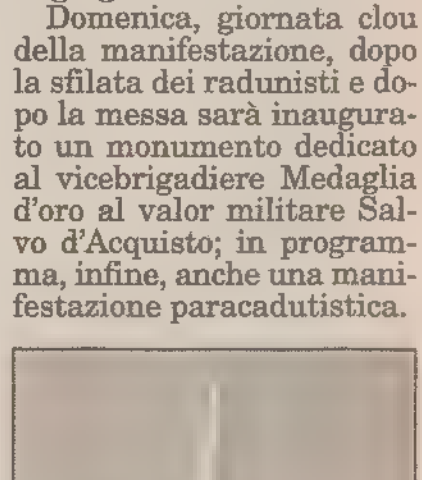 Domenica, giornata clou
della manifestazione, dopo
la sfilata dei radunisti e do-
po la messa sarà inaugura-
to un monumento dedicato
al vicebrigadiere Medaglia
d'oro al valor militare Sal-
vo d'Acquisto; in program-
ma, infine, anche una mani-
festazione paracadutistica.